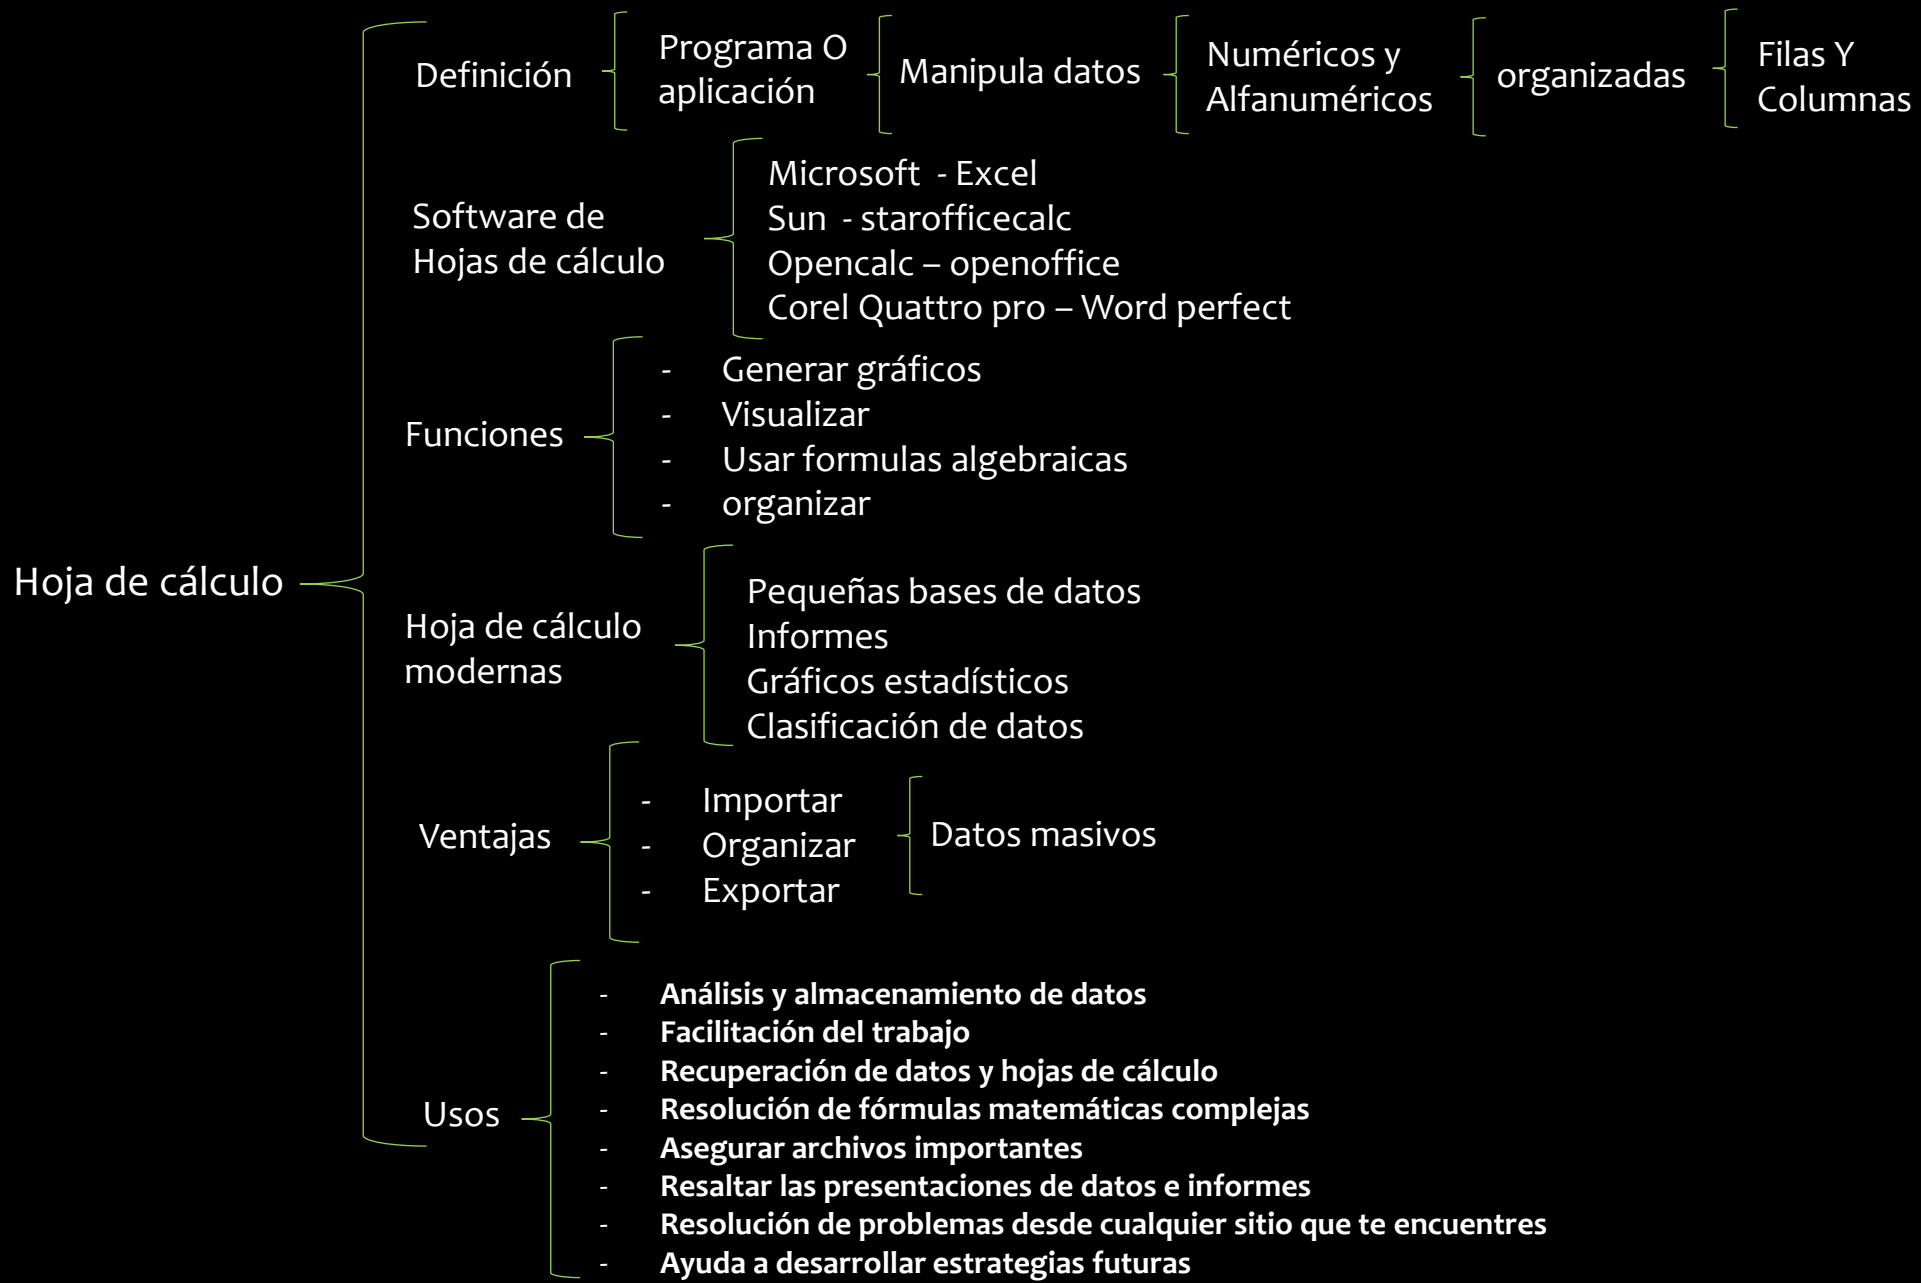 Hoja de cálculo
Definición
Programa O
aplicación
Manipula datos
Numéricos y
Alfanuméricos
organizadas
Filas Y
Columnas
Software de
Hojas de cálculo
Microsoft - Excel
Sun - starofficecalc
Opencalc – openoffice
Corel Quattro pro – Word perfect
Funciones
- Generar gráficos
- Visualizar
- Usar formulas algebraicas
- organizar
Hoja de cálculo
modernas
Pequeñas bases de datos
Informes
Gráficos estadísticos
Clasificación de datos
Ventajas
- Importar
- Organizar
- Exportar
Datos masivos
Usos
- Análisis y almacenamiento de datos
- Facilitación del trabajo
- Recuperación de datos y hojas de cálculo
- Resolución de fórmulas matemáticas complejas
- Asegurar archivos importantes
- Resaltar las presentaciones de datos e informes
- Resolución de problemas desde cualquier sitio que te encuentres
- Ayuda a desarrollar estrategias futuras